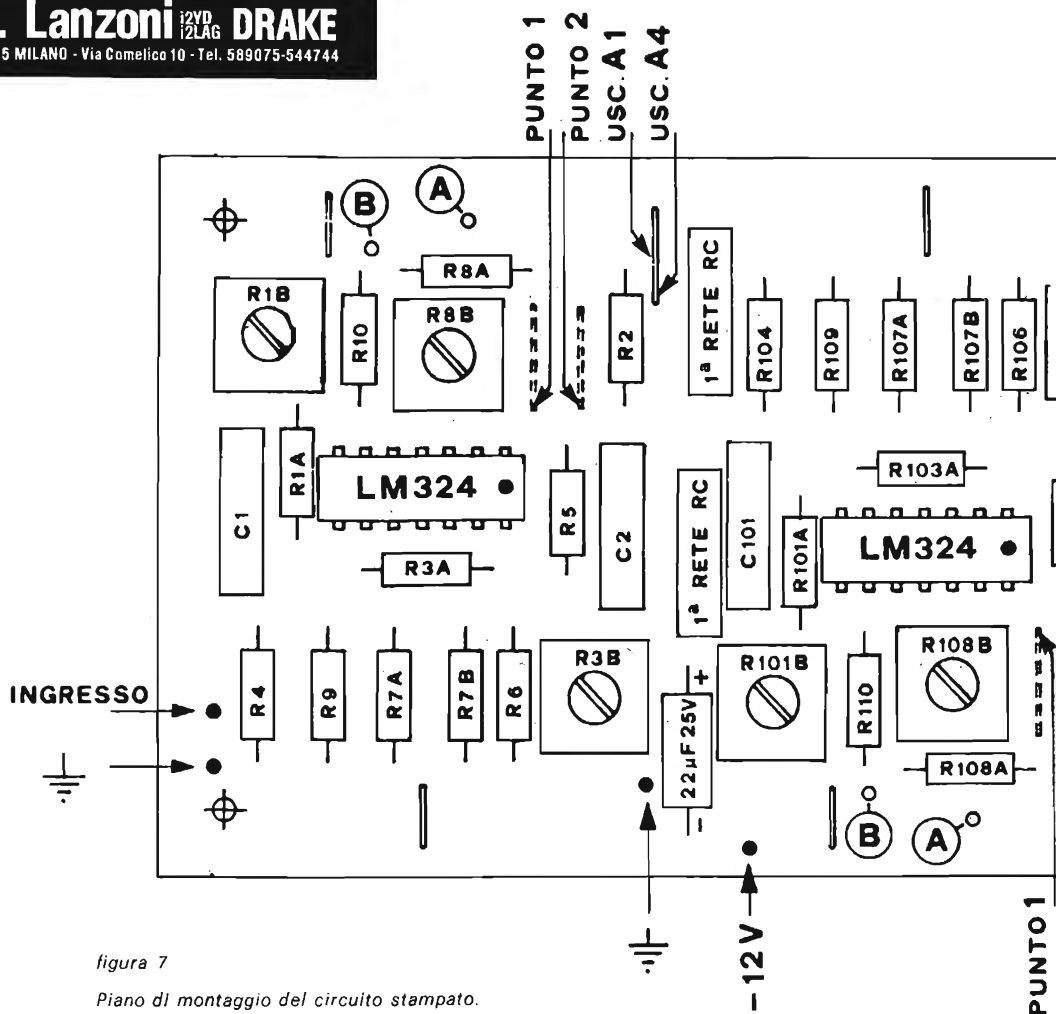 . Lanzoni i2YD i2LAG DRAKE
5 MILANO - Via Comelico 10 - Tel. 589075-544744
PUNTO 1
PUNTO 2
USC. A1
USC. A4
B
A
R8A
R1B
R10
R8B
R2
1ª RETE RC
R104
R109
R107A
R107B
R106
C1
R1A
LM324
R5
C2
1ª RETE RC
C101
R101A
R103A
LM324
R3A
INGRESSO
R4
R9
R7A
R7B
R6
R3B
22µF 25V
+
-
R101B
R110
R108B
R108A
B
A
-12V
PUNTO 1
figura 7
Piano di montaggio del circuito stampato.